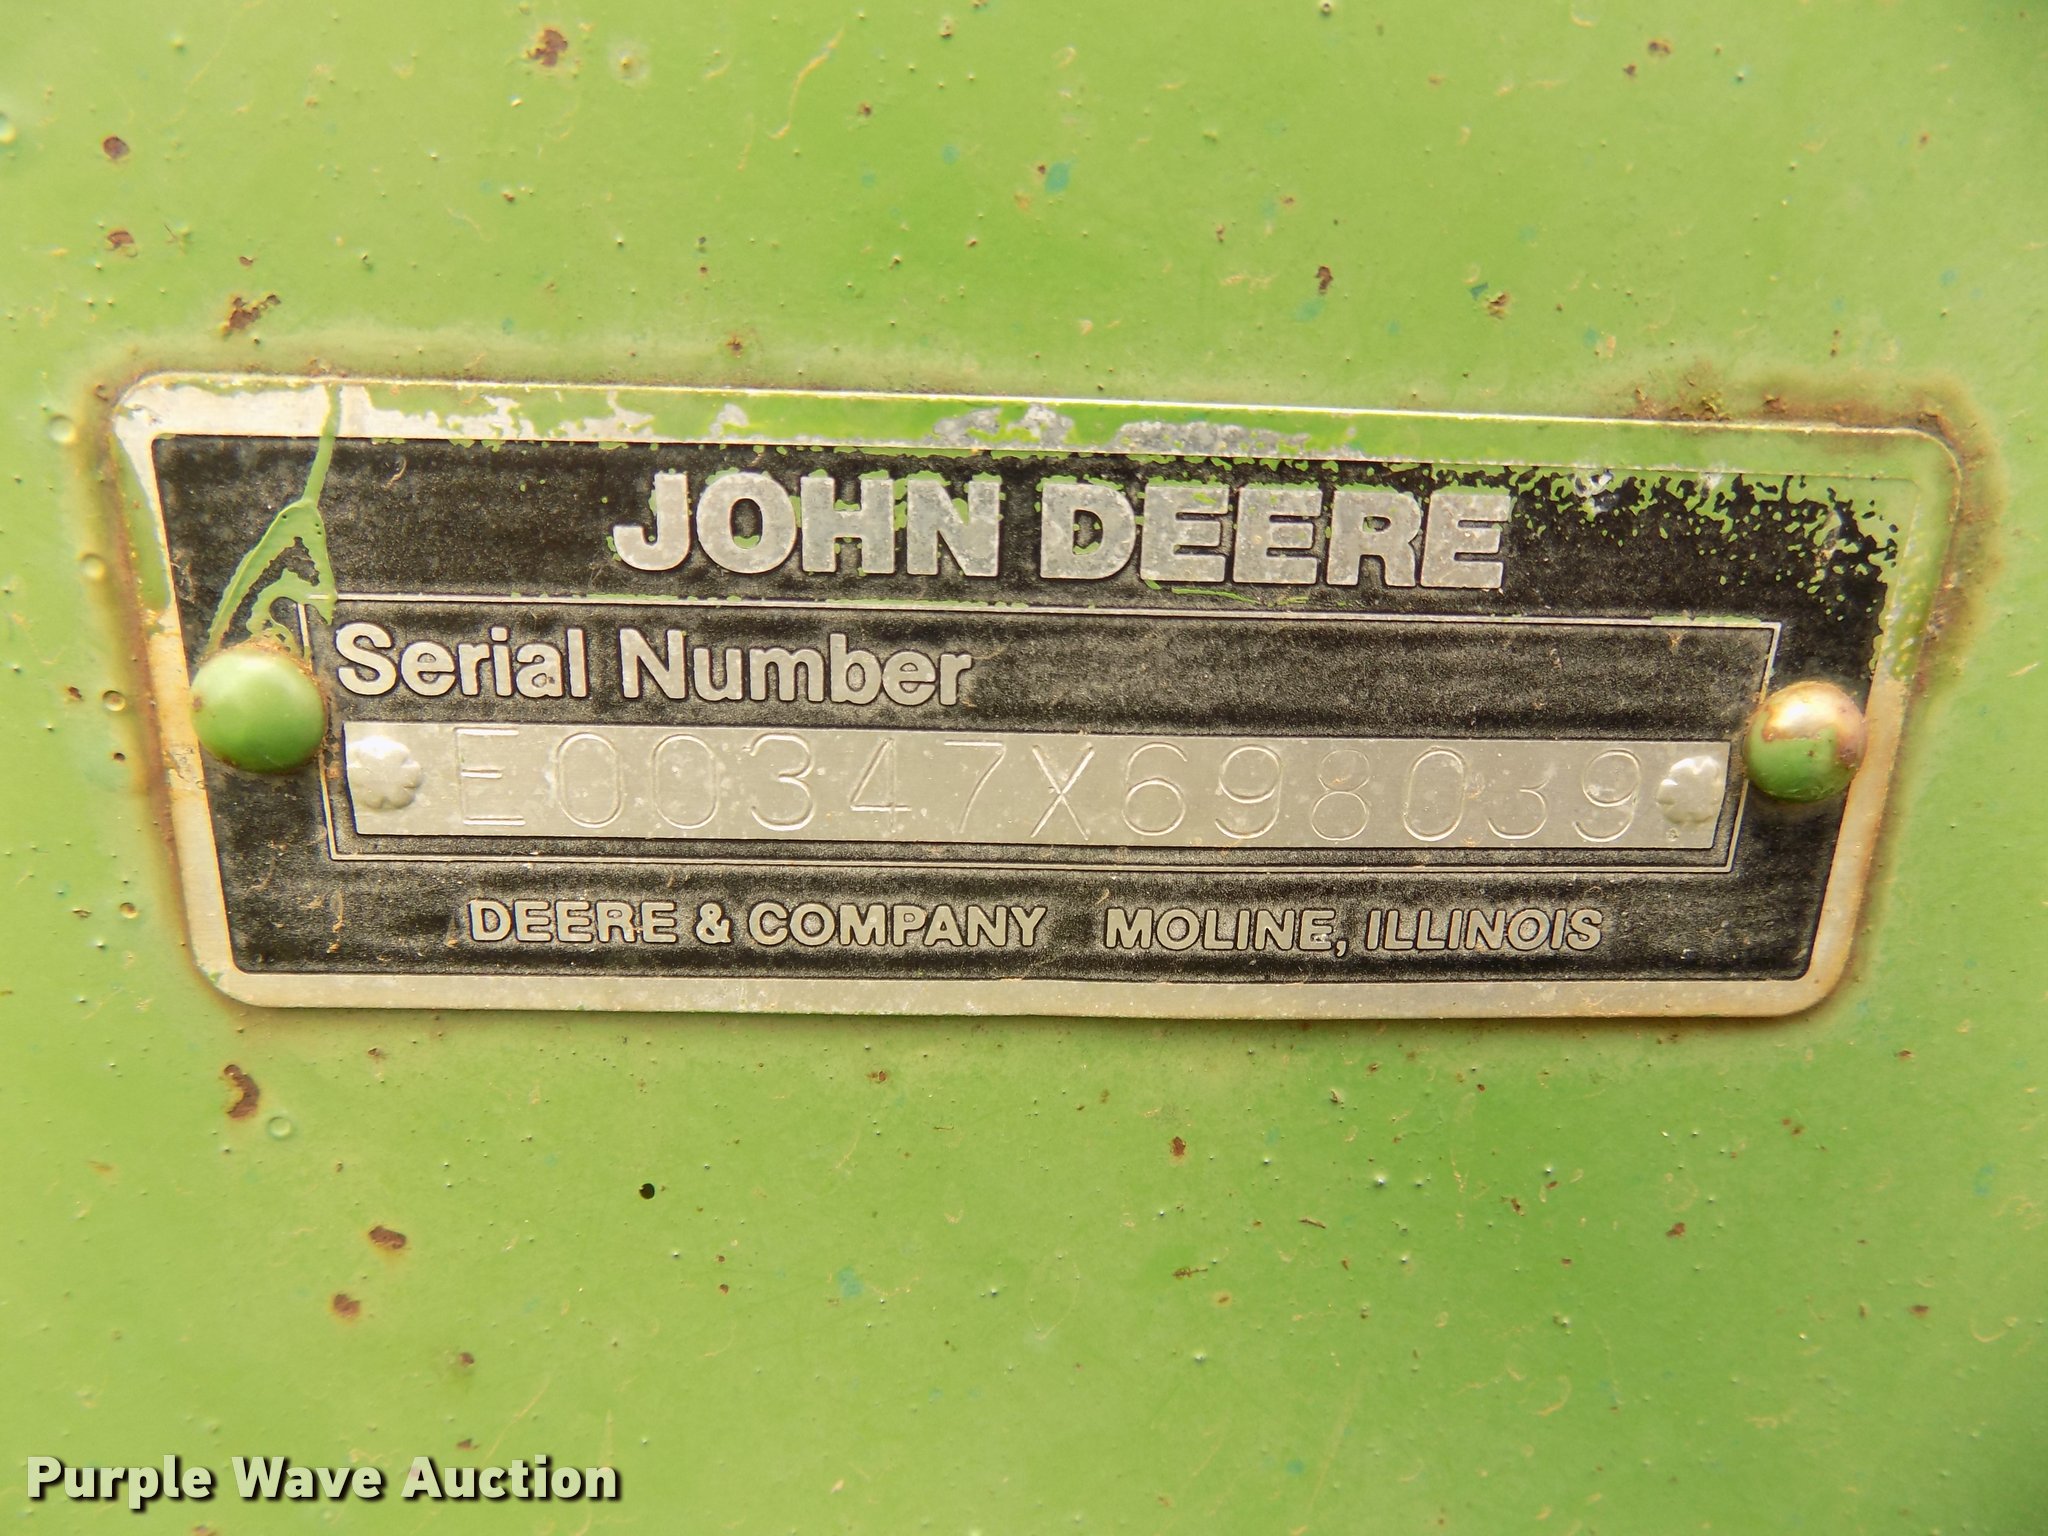 JOHN DEERE
Serial Number
E00347X698039
DEERE & COMPANY MOLINE, ILLINOIS
Purple Wave Auction